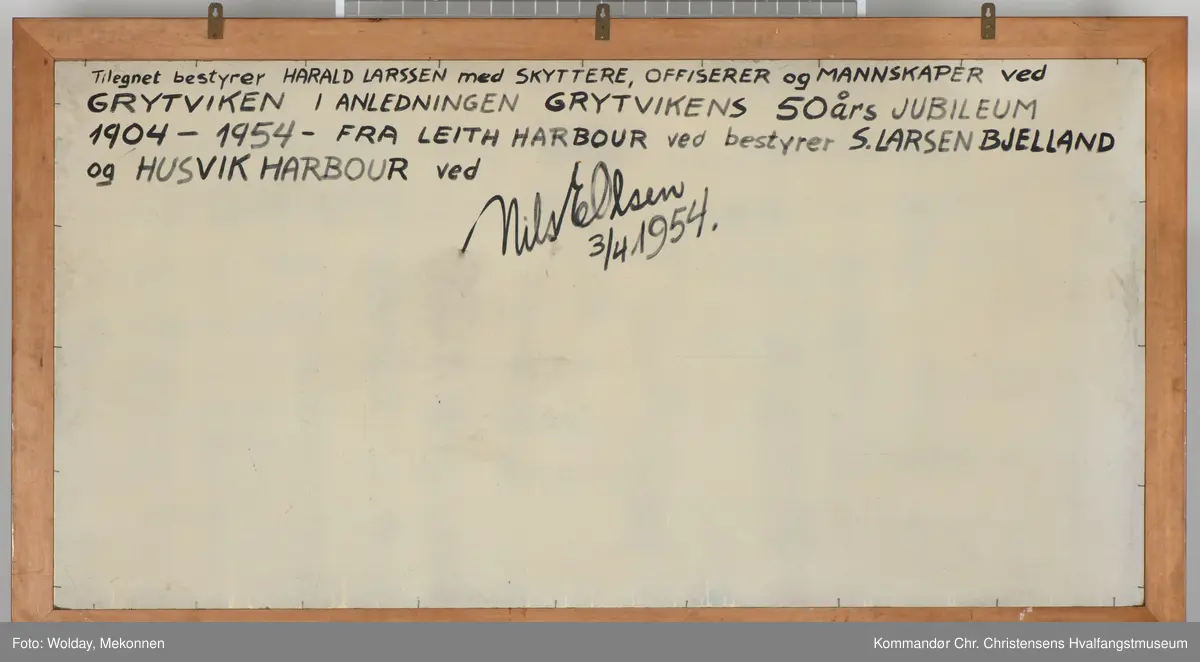 Tilegnet bestyrer HARALD LARSSEN med SKYTTERE, OFFISERER og MANNSKAPER ved
GRYTVIKEN I ANLEDNINGEN GRYTVIKENS 50års JUBILEUM
1904 - 1954 - FRA LEITH HARBOUR ved bestyrer S. LARSEN BJELLAND
og HUSVIK HARBOUR ved
Nils E Olsen
3/4 1954.
Foto: Wolday, Mekonnen
Kommandør Chr. Christensens Hvalfangstmuseum